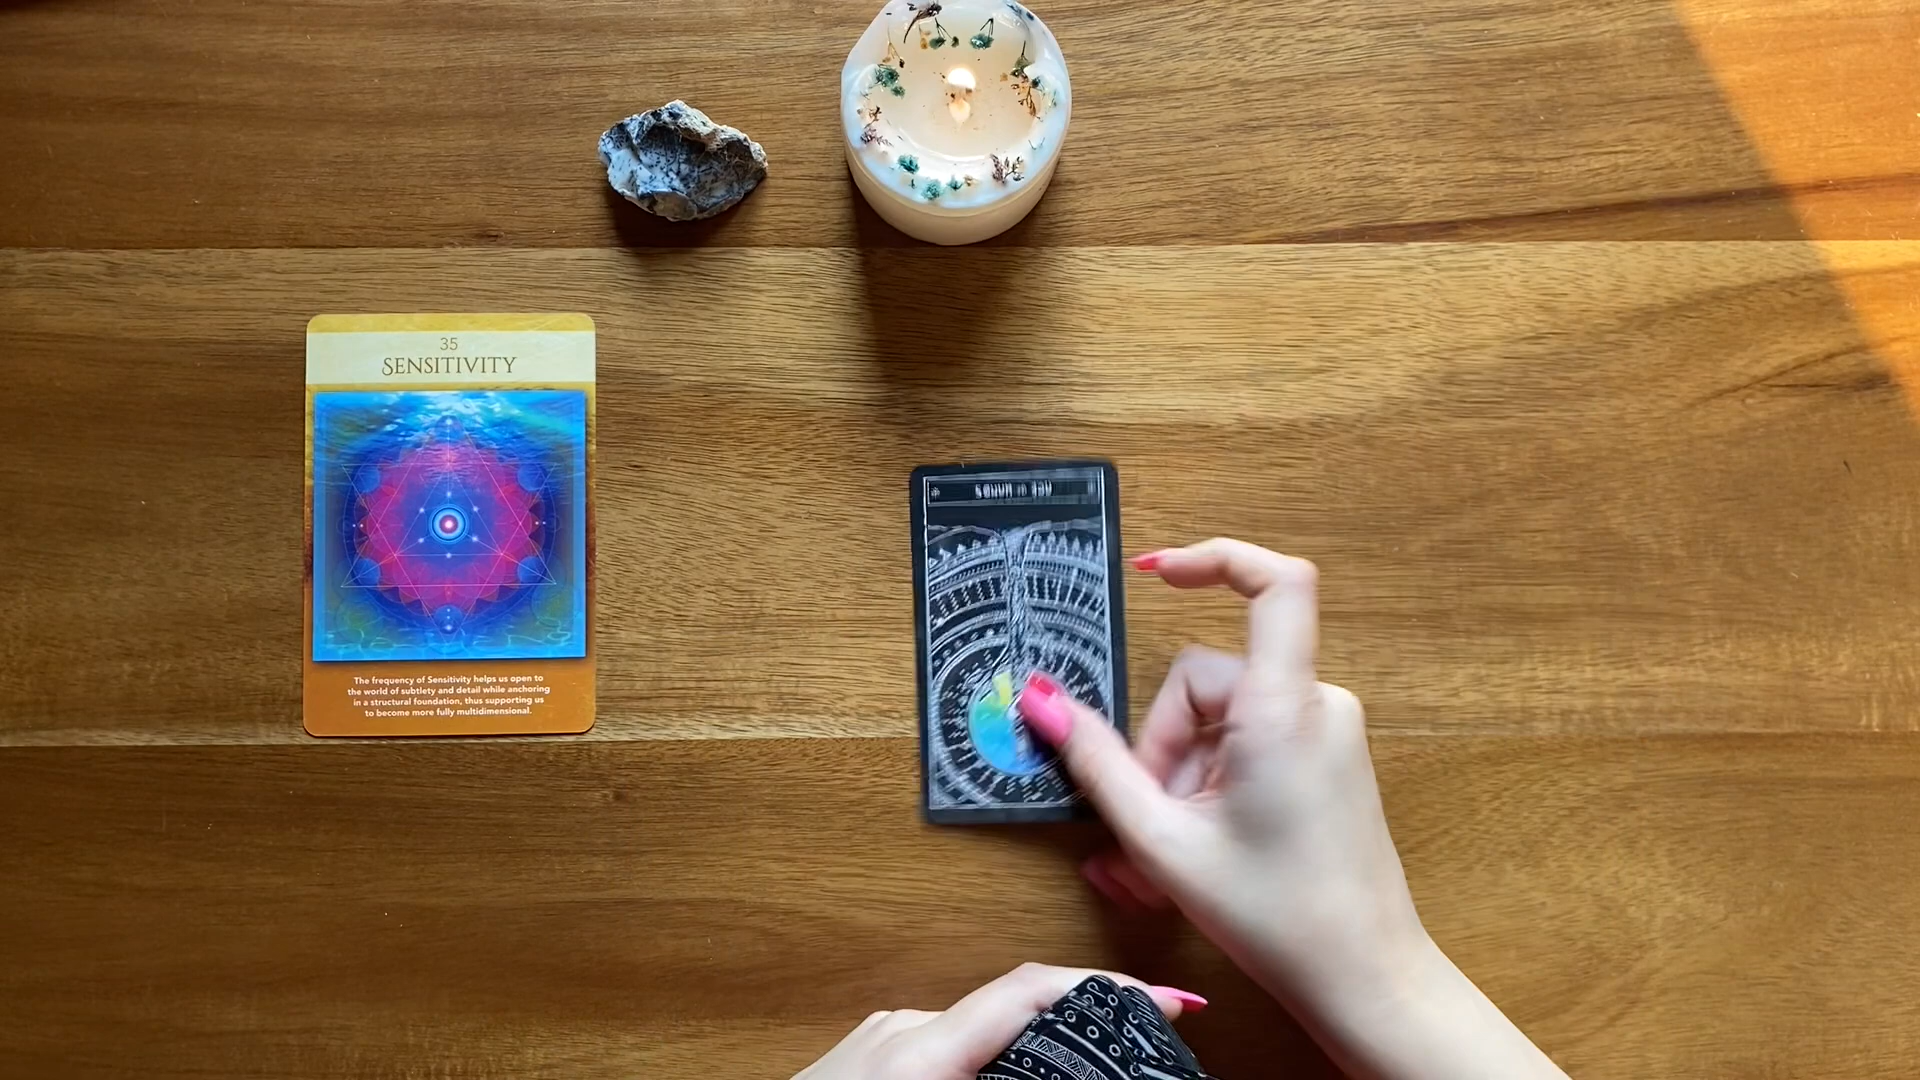 35
SENSITIVITY
The frequency of Sensitivity helps us open to
the world of subtlety and detail while anchoring
in a structural foundation, thus supporting us
to become more fully multidimensional.